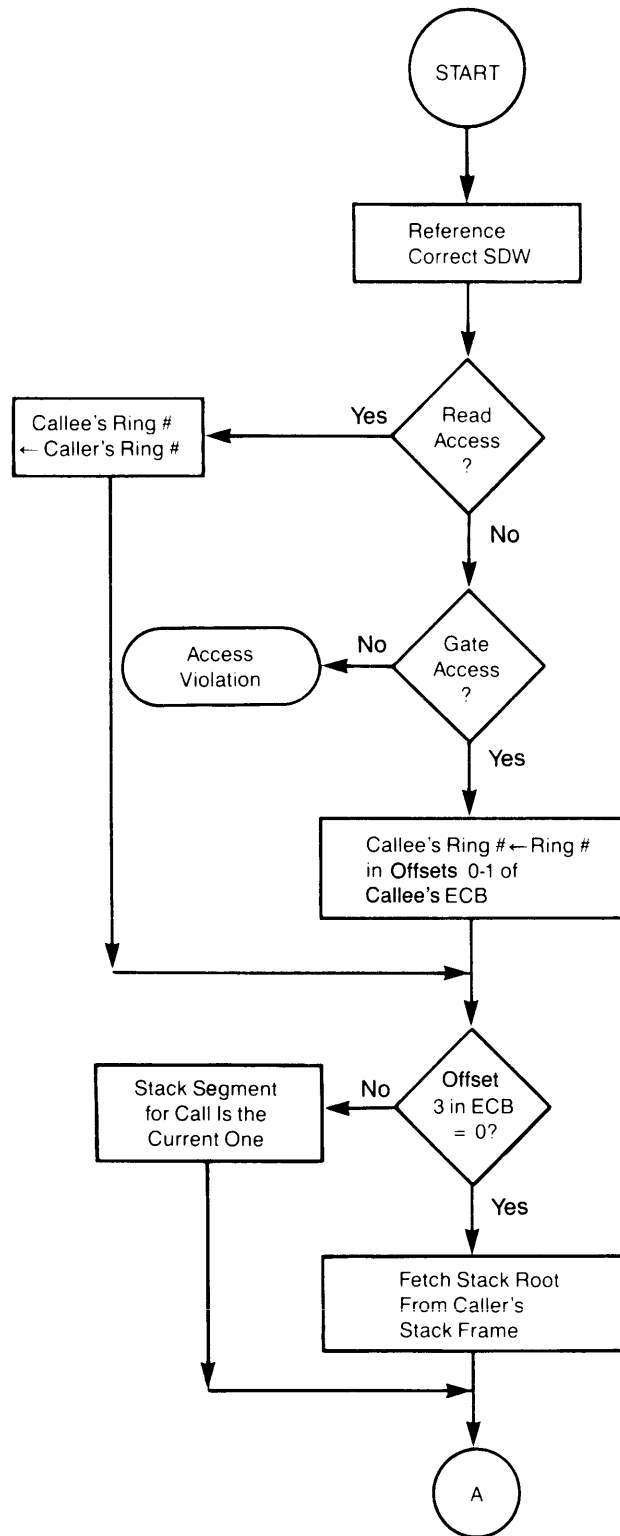 START
Reference
Correct SDW
Read
Access
?
Yes
Callee's Ring #
← Caller's Ring #
No
Gate
Access
?
No
Access
Violation
Yes
Callee's Ring # ← Ring #
in Offsets 0-1 of
Callee's ECB
Offset
3 in ECB
= 0?
No
Stack Segment
for Call Is the
Current One
Yes
Fetch Stack Root
From Caller's
Stack Frame
A